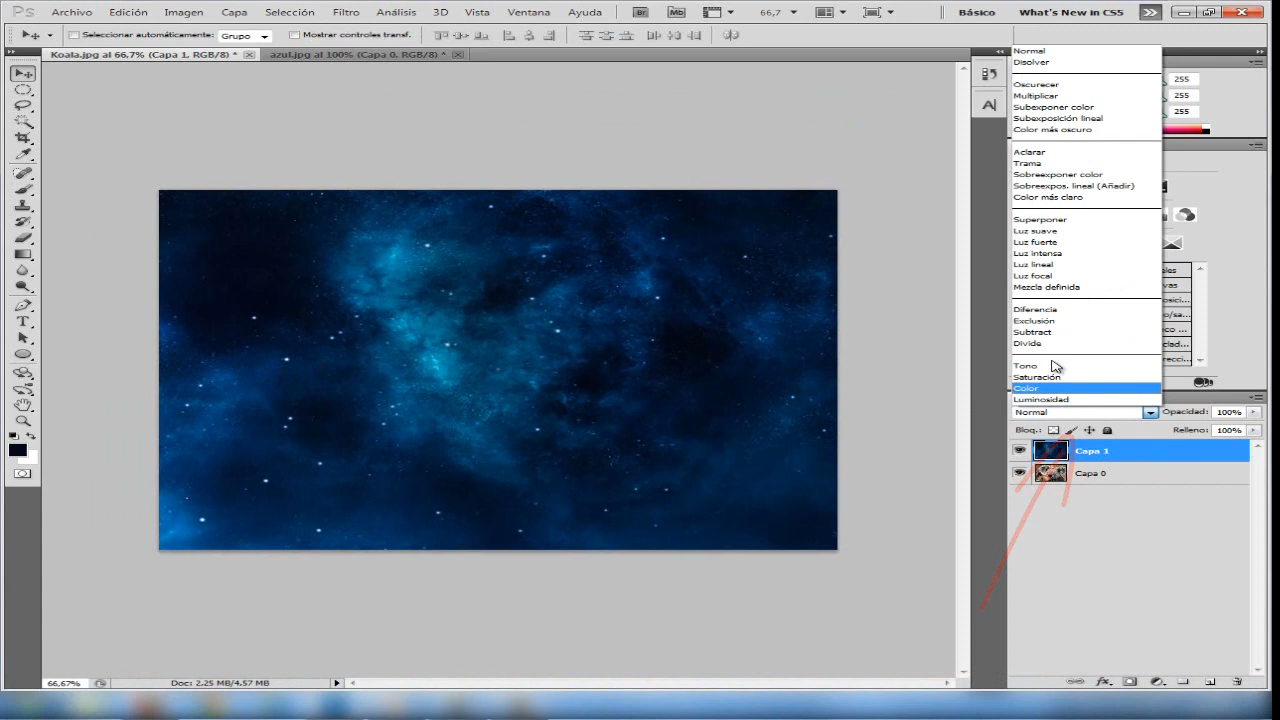 Ps Archivo Edición Imagen Capa Selección Filtro Análisis 3D Vista Ventana Ayuda Br Mb 66,7 Básico What's New in CS5
Seleccionar automáticamente: Grupo Mostrar controles transf.
Koala.jpg al 66,7% (Capa 1, RGB/8) * azul.jpg al 100% (Capa 0, RGB/8) *
Normal
Disolver
Oscurecer
Multiplicar
Subexponer color
Subexposición lineal
Color más oscuro
Aclarar
Trama
Sobreexponer color
Sobreexpos. lineal (Añadir)
Color más claro
Superponer
Luz suave
Luz fuerte
Luz intensa
Luz lineal
Luz focal
Mezcla definida
Diferencia
Exclusión
Subtract
Divide
Tono
Saturación
Color
Luminosidad
255
255
255
Normal Opacidad: 100%
Bloq.: Relleno: 100%
Capa 1
Capa 0
66,67% Doc: 2,25 MB/4,57 MB